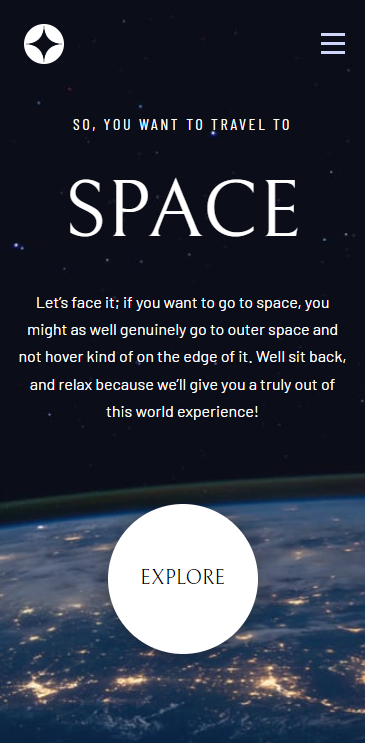 SO, YOU WANT TO TRAVEL TO
SPACE
Let’s face it; if you want to go to space, you
might as well genuinely go to outer space and
not hover kind of on the edge of it. Well sit back,
and relax because we’ll give you a truly out of
this world experience!
EXPLORE